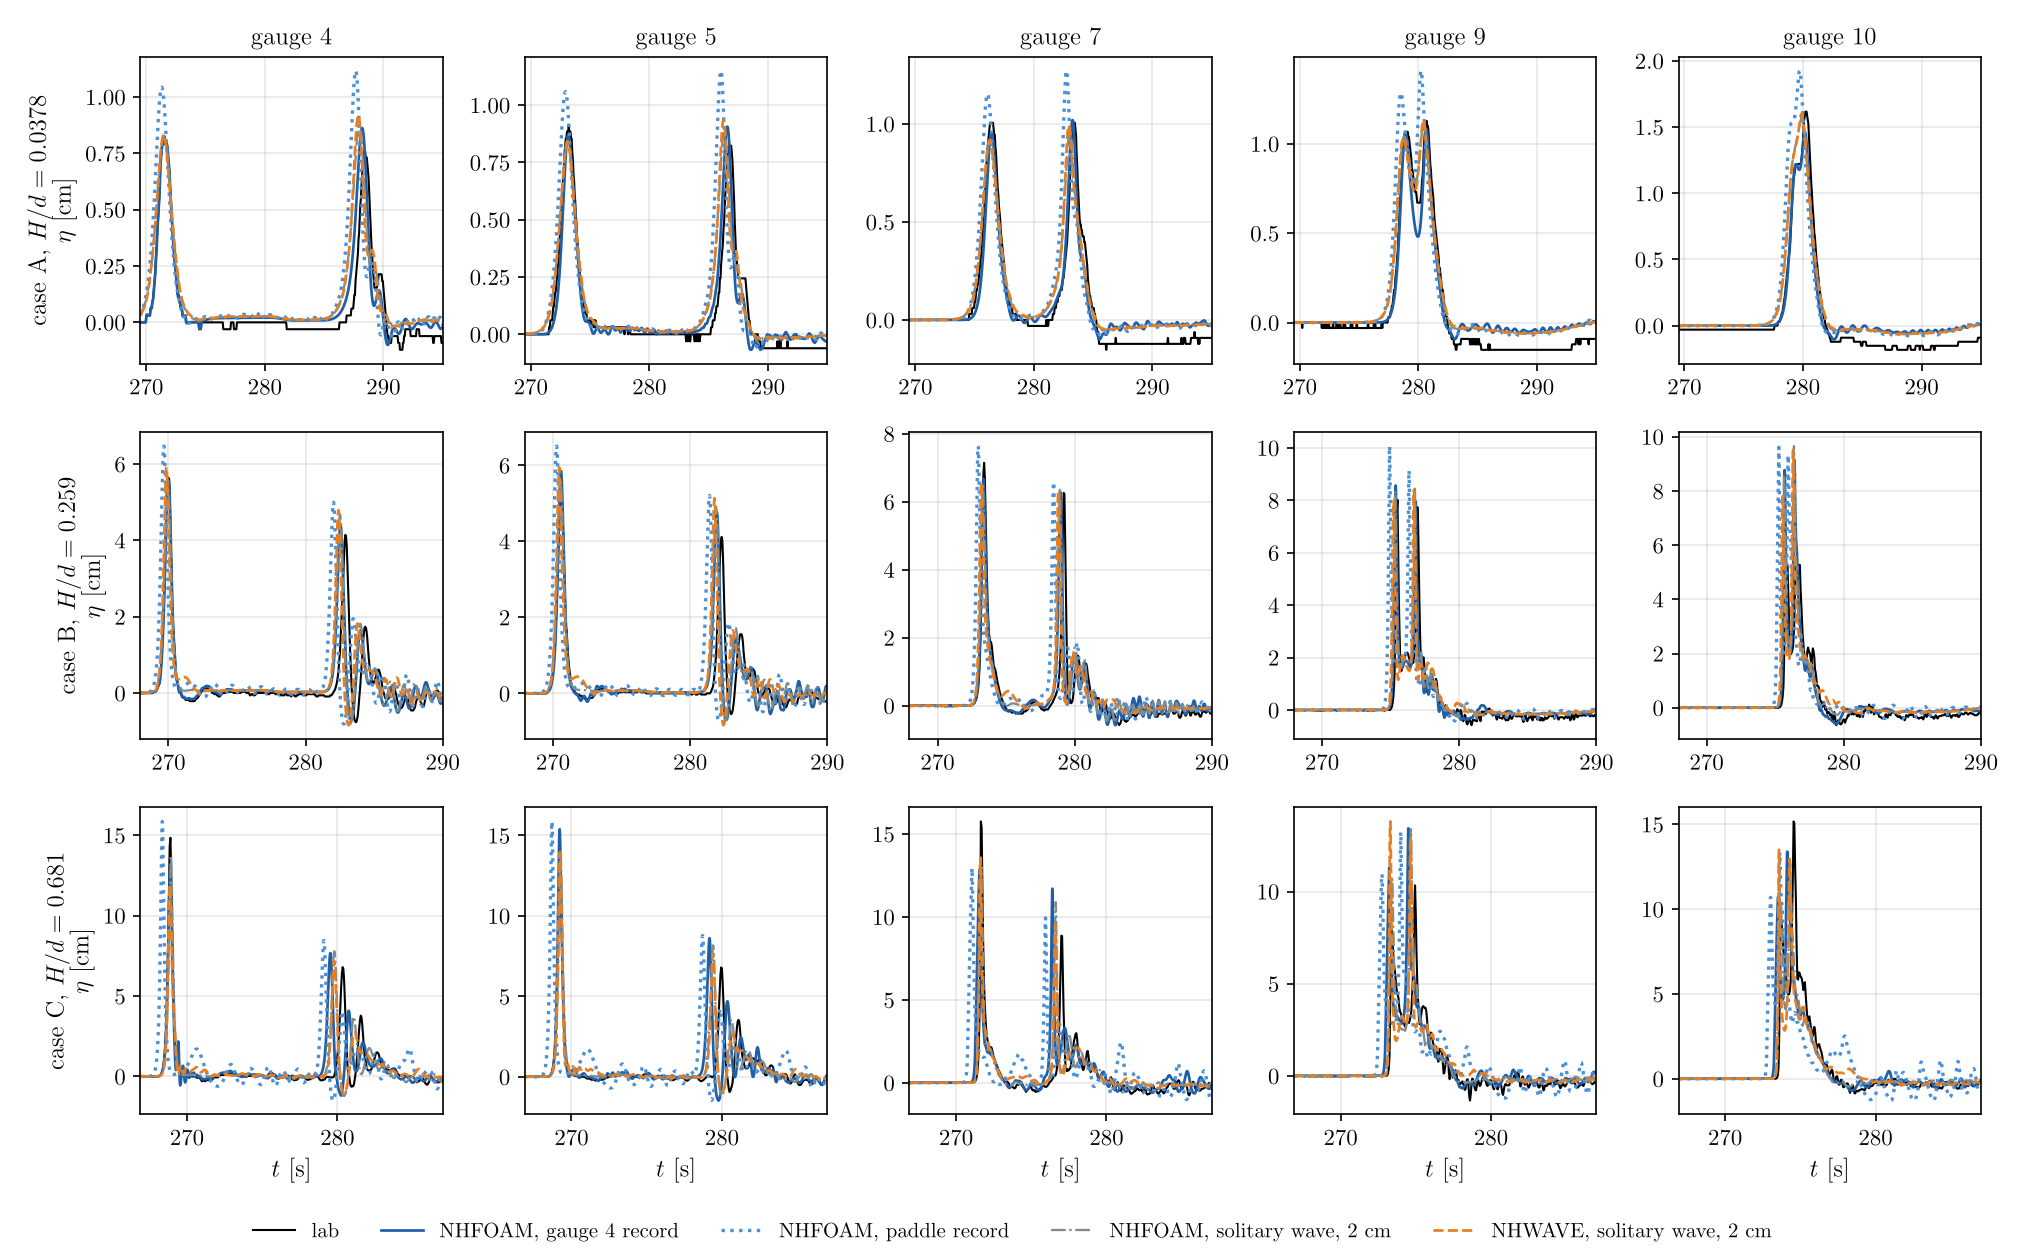 gauge 4
gauge 5
gauge 7
gauge 9
gauge 10
case A, H/d = 0.0378
η [cm]
1.00
0.75
0.50
0.25
0.00
270 280 290
1.00
0.75
0.50
0.25
0.00
270 280 290
1.0
0.5
0.0
270 280 290
1.0
0.5
0.0
270 280 290
2.0
1.5
1.0
0.5
0.0
270 280 290
case B, H/d = 0.259
η [cm]
6
4
2
0
270 280 290
6
4
2
0
270 280 290
8
6
4
2
0
270 280 290
10
8
6
4
2
0
270 280 290
10
8
6
4
2
0
270 280 290
case C, H/d = 0.681
η [cm]
15
10
5
0
270 280
t [s]
15
10
5
0
270 280
t [s]
15
10
5
0
270 280
t [s]
10
5
0
270 280
t [s]
15
10
5
0
270 280
t [s]
lab NHFOAM, gauge 4 record NHFOAM, paddle record NHFOAM, solitary wave, 2 cm NHWAVE, solitary wave, 2 cm